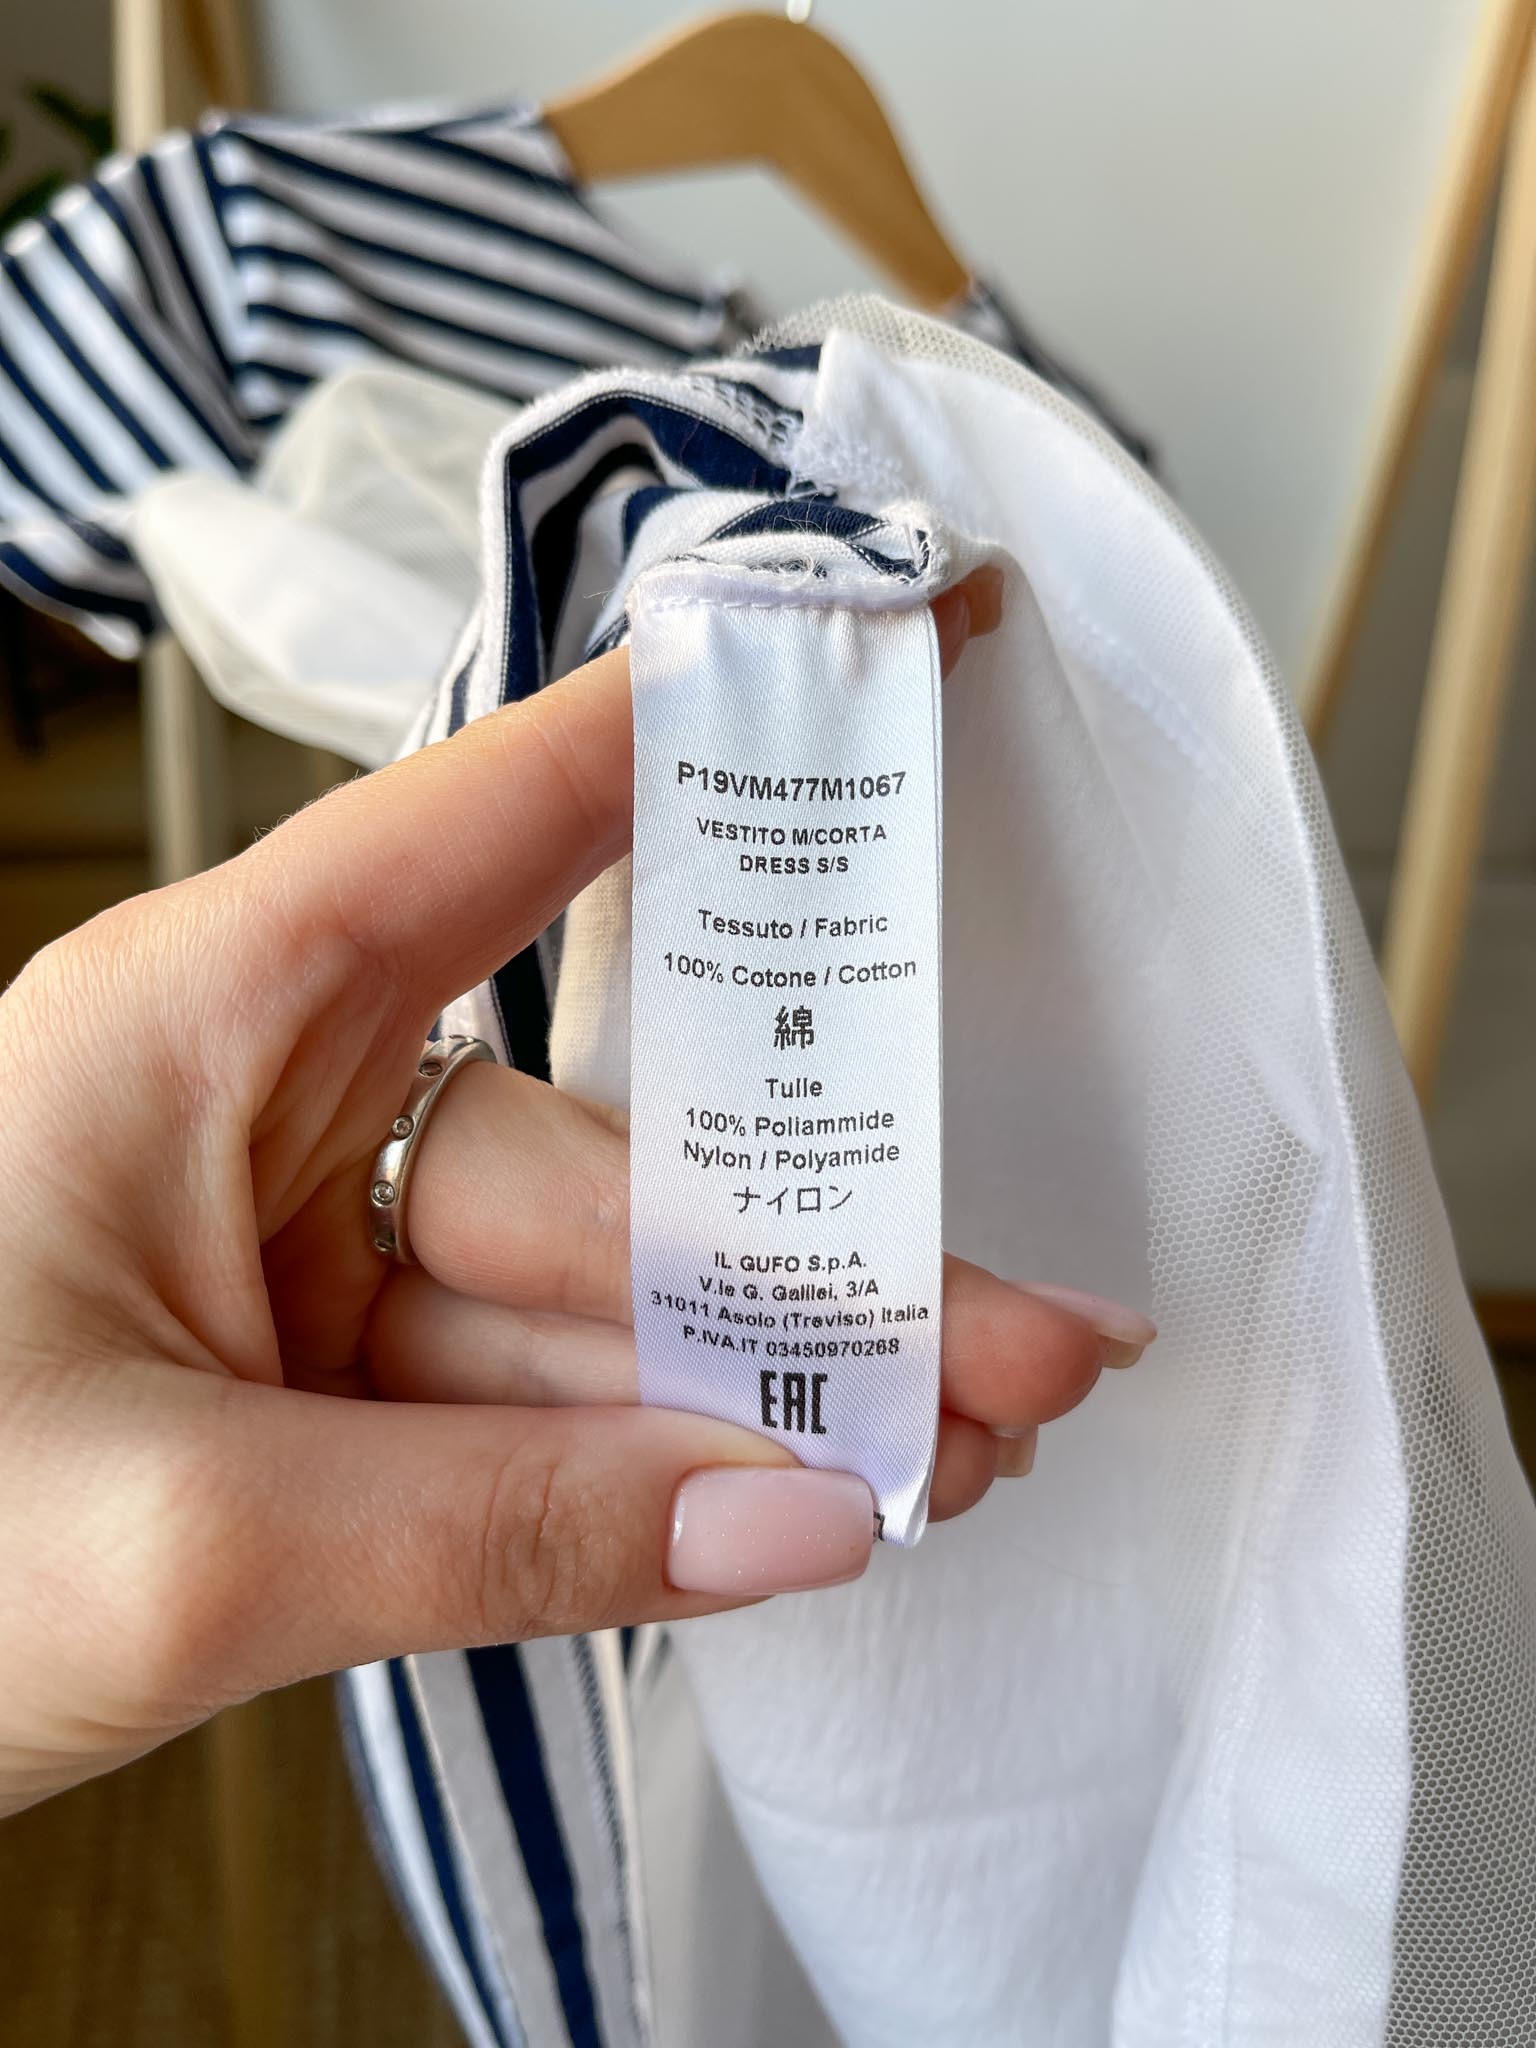 P19VM477M1067
VESTITO M/CORTA
DRESS S/S
Tessuto / Fabric
100% Cotone / Cotton
綿
Tulle
100% Poliammide
Nylon / Polyamide
ナイロン
IL GUFO S.p.A.
V.le G. Galilei, 3/A
31011 Asolo (Treviso) Italia
P.IVA.IT 03450970268
EAC